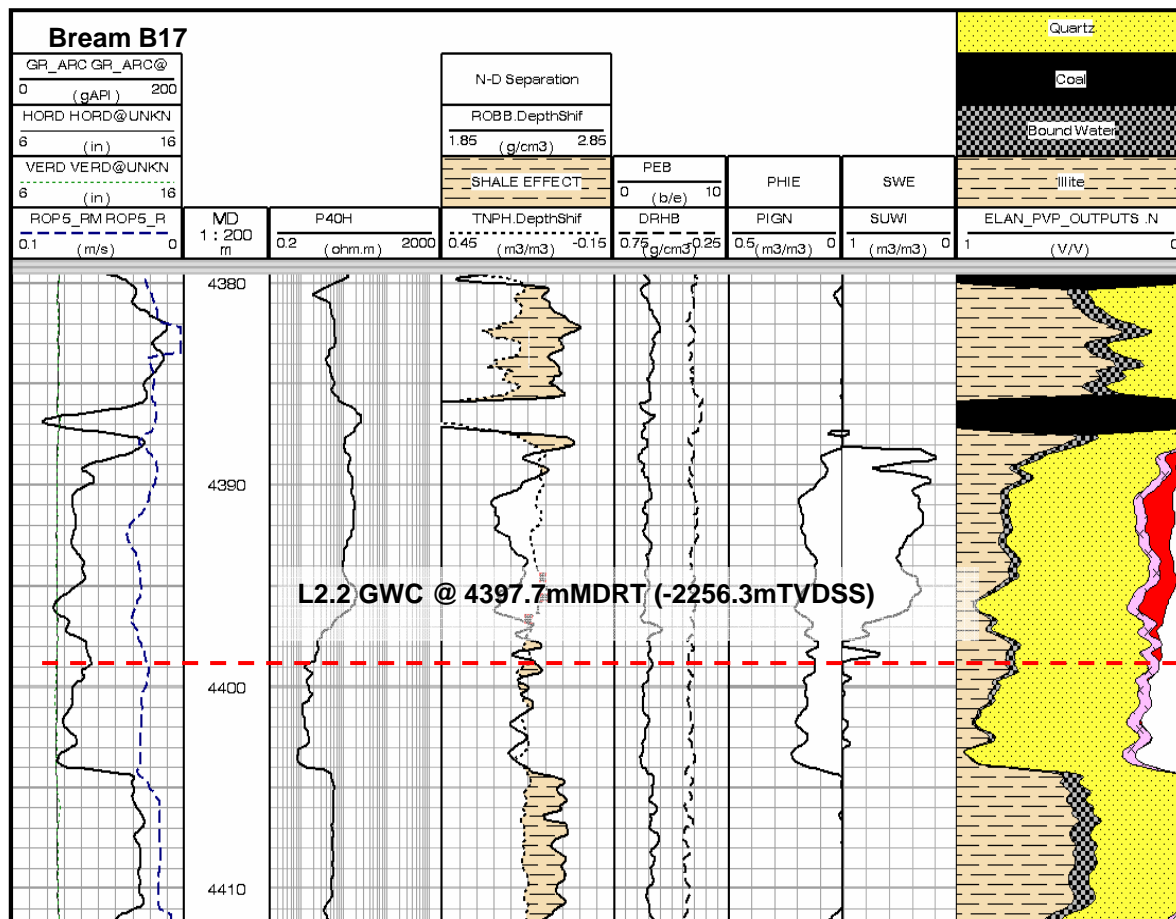 Bream B17
GR_ARC GR_ARC@
0 (gAPI) 200
HORD HORD@UNKN
6 (in) 16
VERD VERD@UNKN
6 (in) 16
ROP5_RM ROP5_R
0.1 (m/s) 0
MD
1 : 200
m
P40H
0.2 (ohm.m) 2000
N-D Separation
ROBB.DepthShif
1.85 (g/cm3) 2.85
SHALE EFFECT
TNPH.DepthShif
0.45 (m3/m3) -0.15
PEB
0 (b/e) 10
DRHB
0.75 g/cm3 -0.25
PHIE
PIGN
0.5 (m3/m3) 0
SWE
SUWI
1 (m3/m3) 0
Quartz
Coal
Bound Water
Illite
ELAN_PVP_OUTPUTS .N
1 (V/V) 0
4380
4390
L2.2 GWC @ 4397.7mMDRT (-2256.3mTVDSS)
4400
4410